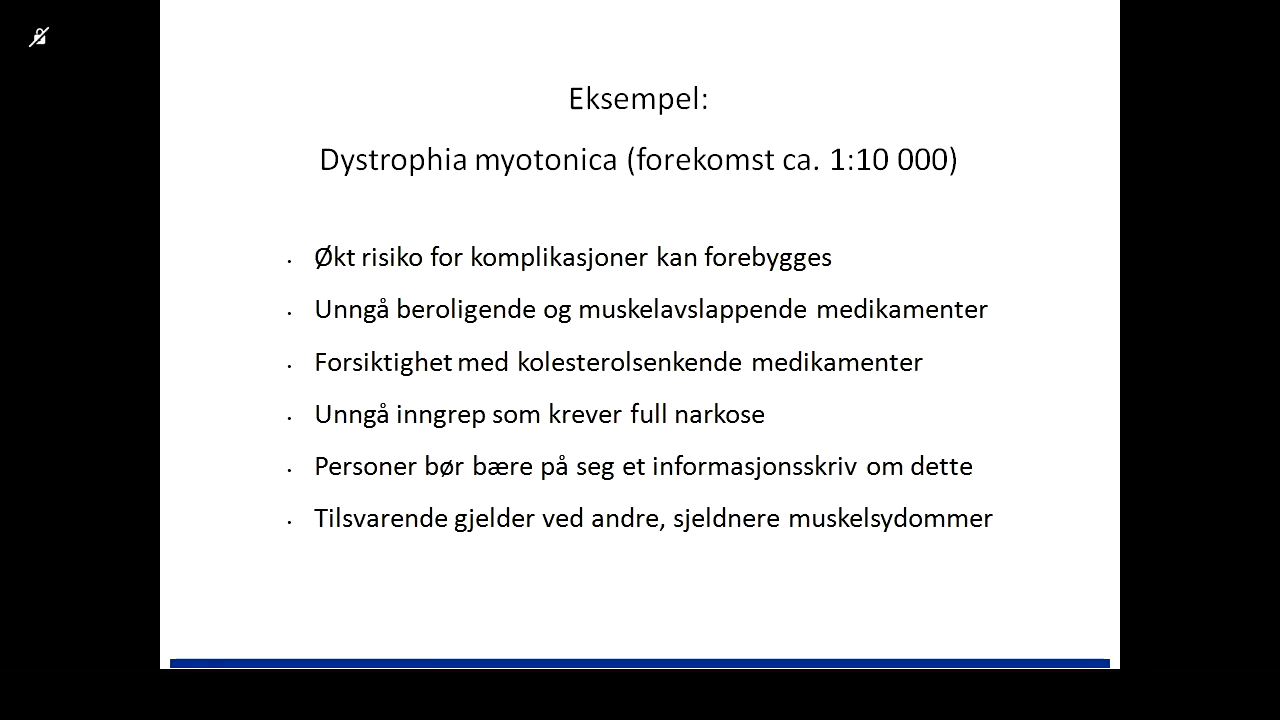 Eksempel:
Dystrophia myotonica (forekomst ca. 1:10 000)
· Økt risiko for komplikasjoner kan forebygges
· Unngå beroligende og muskelavslappende medikamenter
· Forsiktighet med kolesterolsenkende medikamenter
· Unngå inngrep som krever full narkose
· Personer bør bære på seg et informasjonsskriv om dette
· Tilsvarende gjelder ved andre, sjeldnere muskelsydommer